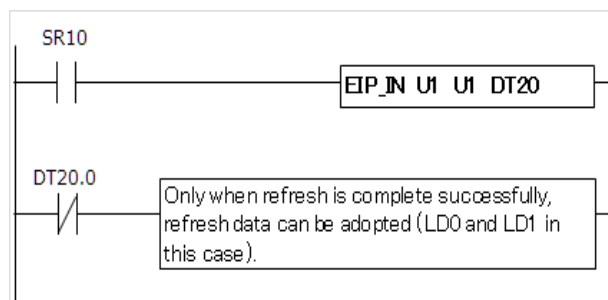 SR10
EIP_IN U1 U1 DT20
DT20.0
Only when refresh is complete successfully,
refresh data can be adopted (LD0 and LD1 in
this case).